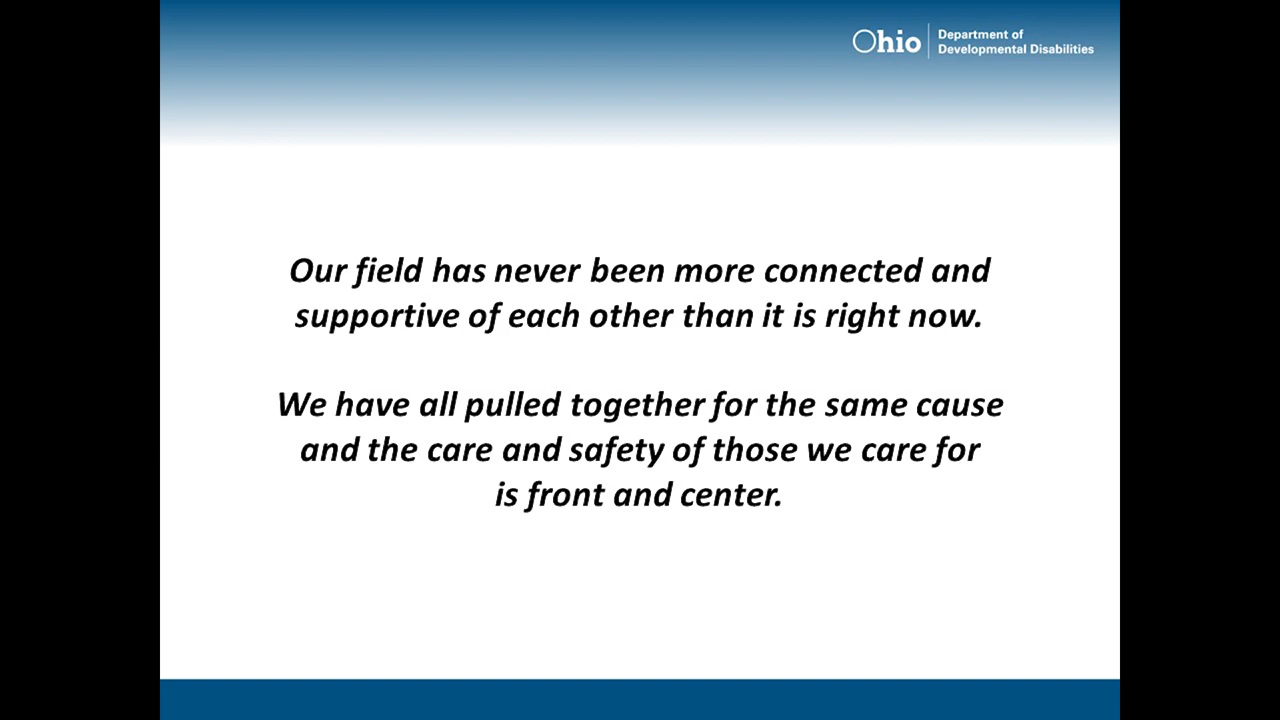 Ohio
Department of
Developmental Disabilities
Our field has never been more connected and
supportive of each other than it is right now.
We have all pulled together for the same cause
and the care and safety of those we care for
is front and center.